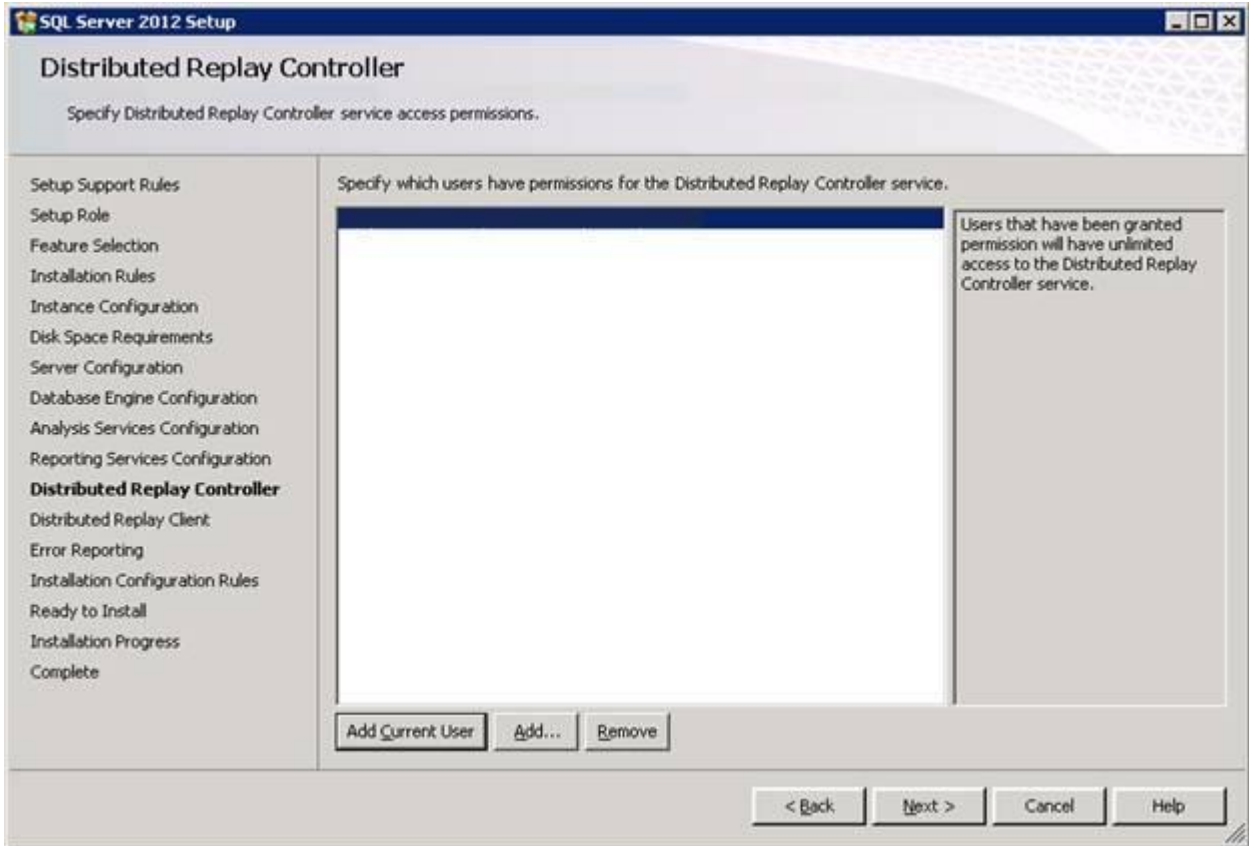 SQL Server 2012 Setup
Distributed Replay Controller
Specify Distributed Replay Controller service access permissions.
Setup Support Rules
Setup Role
Feature Selection
Installation Rules
Instance Configuration
Disk Space Requirements
Server Configuration
Database Engine Configuration
Analysis Services Configuration
Reporting Services Configuration
Distributed Replay Controller
Distributed Replay Client
Error Reporting
Installation Configuration Rules
Ready to Install
Installation Progress
Complete
Specify which users have permissions for the Distributed Replay Controller service.
Users that have been granted
permission will have unlimited
access to the Distributed Replay
Controller service.
Add Current User
Add...
Remove
< Back
Next >
Cancel
Help